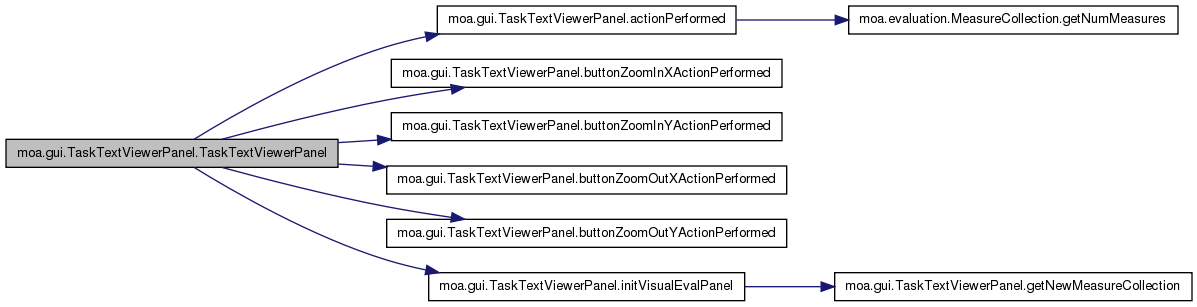 moa.gui.TaskTextViewerPanel.actionPerformed
moa.evaluation.MeasureCollection.getNumMeasures
moa.gui.TaskTextViewerPanel.buttonZoomInXActionPerformed
moa.gui.TaskTextViewerPanel.buttonZoomInYActionPerformed
moa.gui.TaskTextViewerPanel.TaskTextViewerPanel
moa.gui.TaskTextViewerPanel.buttonZoomOutXActionPerformed
moa.gui.TaskTextViewerPanel.buttonZoomOutYActionPerformed
moa.gui.TaskTextViewerPanel.initVisualEvalPanel
moa.gui.TaskTextViewerPanel.getNewMeasureCollection